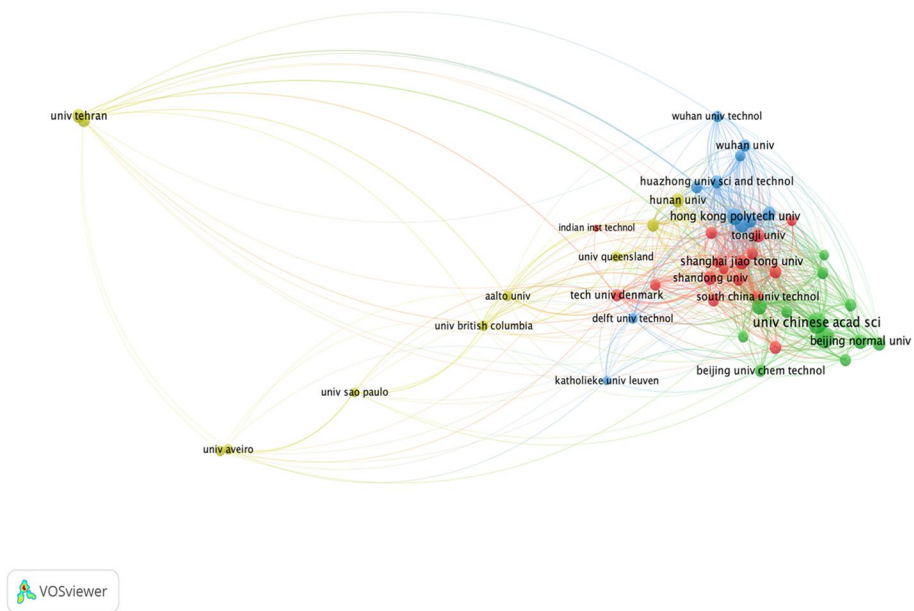 univ tehran
wuhan univ technol
wuhan univ
huazhong univ sci and technol
hunan univ
hong kong polytech univ
indian inst technol
tongji univ
univ queensland
shanghai jiao tong univ
shandong univ
aalto univ
tech univ denmark
south china univ technol
delft univ technol
univ chinese acad sci
univ british columbia
beijing normal univ
beijing univ chem technol
katholieke univ leuven
univ sao paulo
univ aveiro
VOSviewer